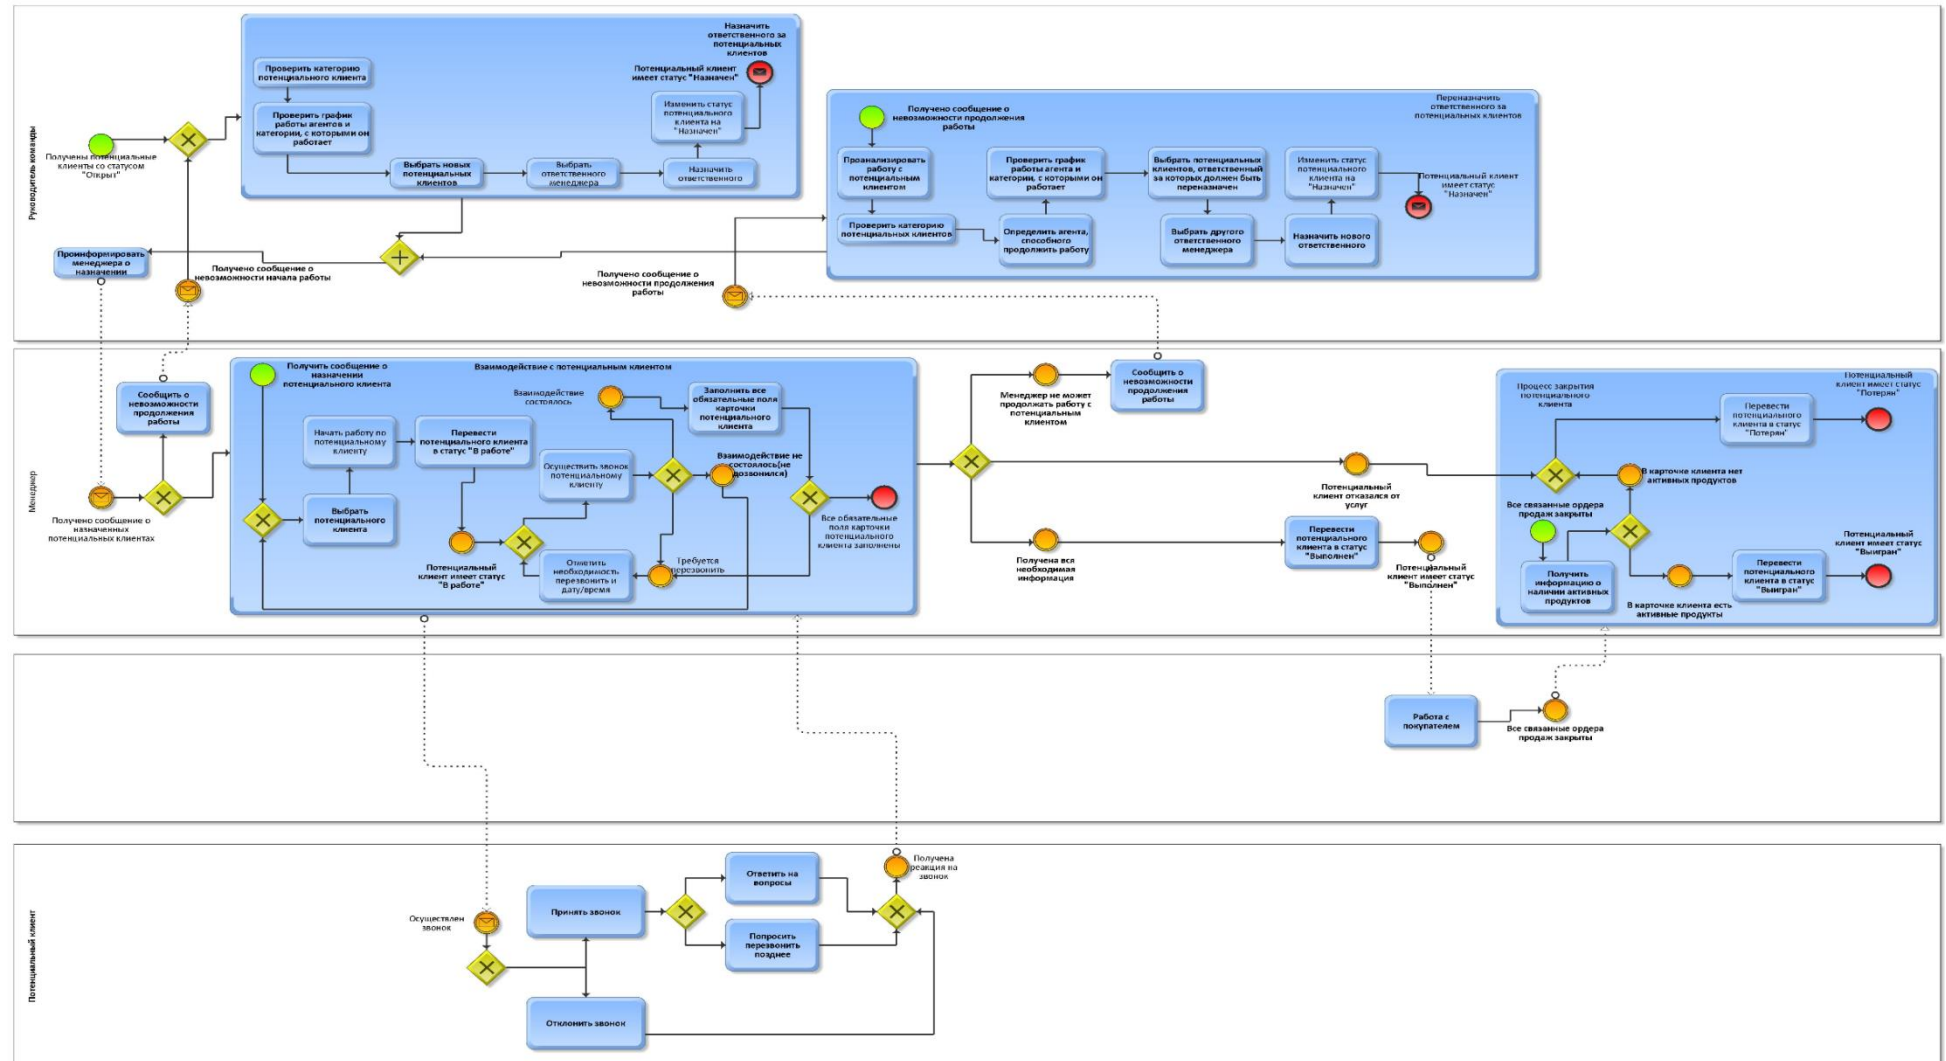 Руководитель команды
Получены потенциальные
клиенты со статусом
"Открыт"
Назначить
ответственного за
потенциальных
клиентов
Проверить категорию
потенциального клиента
Проверить график
работы агентов и
категории, с которыми он
работает
Выбрать новых
потенциальных
клиентов
Выбрать
ответственного
менеджера
Назначить
ответственного
Изменить статус
потенциального
клиента на
"Назначен"
Потенциальный клиент
имеет статус "Назначен"
Проинформировать
менеджера о
назначении
Получено сообщение о
невозможности начала работы
Получено сообщение о
невозможности продолжения
работы
Переназначить
ответственного за
потенциальных клиентов
Получено сообщение о
невозможности продолжения
работы
Проанализировать
работу с
потенциальным
клиентом
Проверить категорию
потенциальных клиентов
Определить агента,
способного
продолжить работу
Проверить график
работы агента и
категории, с которыми он
работает
Выбрать потенциальных
клиентов, ответственный
за которых должен быть
переназначен
Выбрать другого
ответственного
менеджера
Назначить нового
ответственного
Изменить статус
потенциального
клиента на
"Назначен"
Потенциальный клиент
имеет статус
"Назначен"
Менеджер
Получено сообщение о
назначенных
потенциальных клиентах
Сообщить о
невозможности
продолжения
работы
Взаимодействие с потенциальным клиентом
Получить сообщение о
назначении
потенциального клиента
Выбрать
потенциального
клиента
Начать работу по
потенциальному
клиенту
Перевести
потенциального клиента
в статус "В работе"
Потенциальный
клиент имеет статус
"В работе"
Осуществить звонок
потенциальному
клиенту
Отметить
необходимость
перезвонить и
дату/время
Взаимодействие
состоялось
Взаимодействие не
состоялось(не
дозвонился)
Требуется
перезвонить
Заполнить все
обязательные поля
карточки
потенциального
клиента
Все обязательные
поля карточки
потенциального
клиента заполнены
Менеджер не может
продолжать работу с
потенциальным
клиентом
Сообщить о
невозможности
продолжения
работы
Потенциальный
клиент отказался от
услуг
Получена вся
необходимая
информация
Перевести
потенциального
клиента в статус
"Выполнен"
Потенциальный
клиент имеет статус
"Выполнен"
Процесс закрытия
потенциального
клиента
Перевести
потенциального
клиента в статус
"Потерян"
Потенциальный
клиент имеет статус
"Потерян"
В карточке клиента нет
активных продуктов
Все связанные ордера
продаж закрыты
Получить
информацию о
наличии активных
продуктов
В карточке клиента есть
активные продукты
Перевести
потенциального
клиента в статус
"Выигран"
Потенциальный
клиент имеет статус
"Выигран"
Работа с
покупателем
Все связанные ордера
продаж закрыты
Потенциальный клиент
Осуществлен
звонок
Принять звонок
Отклонить звонок
Ответить на
вопросы
Попросить
перезвонить
позднее
Получена
реакция на
звонок